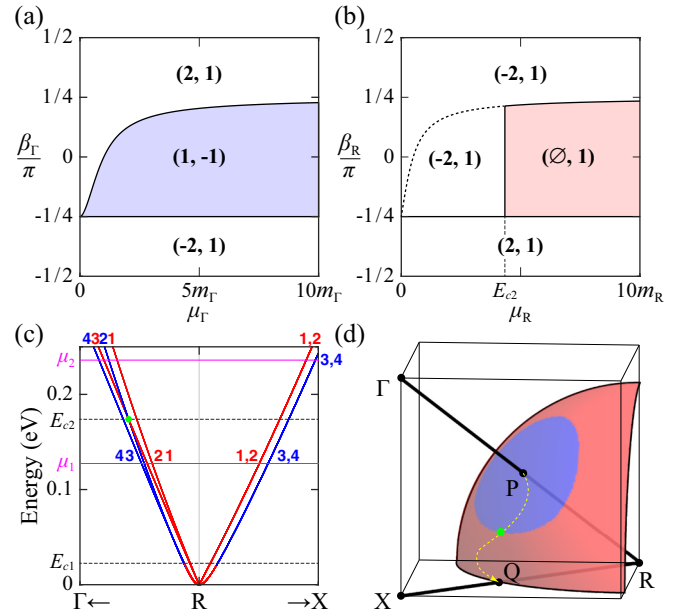 (a)
1/2
1/4
0
-1/4
-1/2
β_Γ/π
(2, 1)
(1, -1)
(-2, 1)
0
5m_Γ
10m_Γ
μ_Γ
(b)
1/2
1/4
0
-1/4
-1/2
β_R/π
(-2, 1)
(-2, 1)
(∅, 1)
(2, 1)
0
E_c2
10m_R
μ_R
(c)
4321
1,2
μ_2
3,4
0.2
E_c2
Energy (eV)
μ_1
43
21
1,2
3,4
0.1
E_c1
0
Γ←
R
→X
(d)
Γ
P
Q
R
X